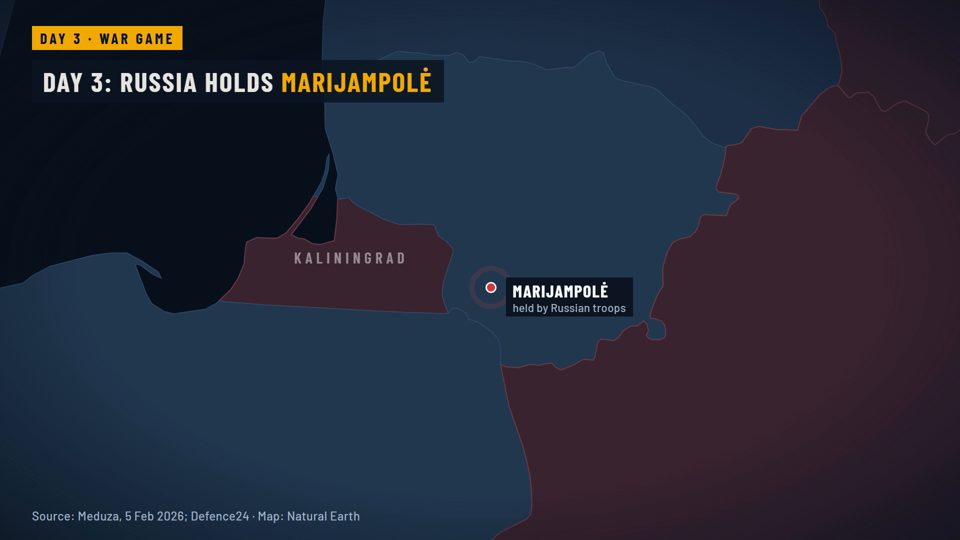 DAY 3 · WAR GAME
DAY 3: RUSSIA HOLDS MARIJAMPOLĖ
KALININGRAD
MARIJAMPOLĖ
held by Russian troops
Source: Meduza, 5 Feb 2026; Defence24 · Map: Natural Earth